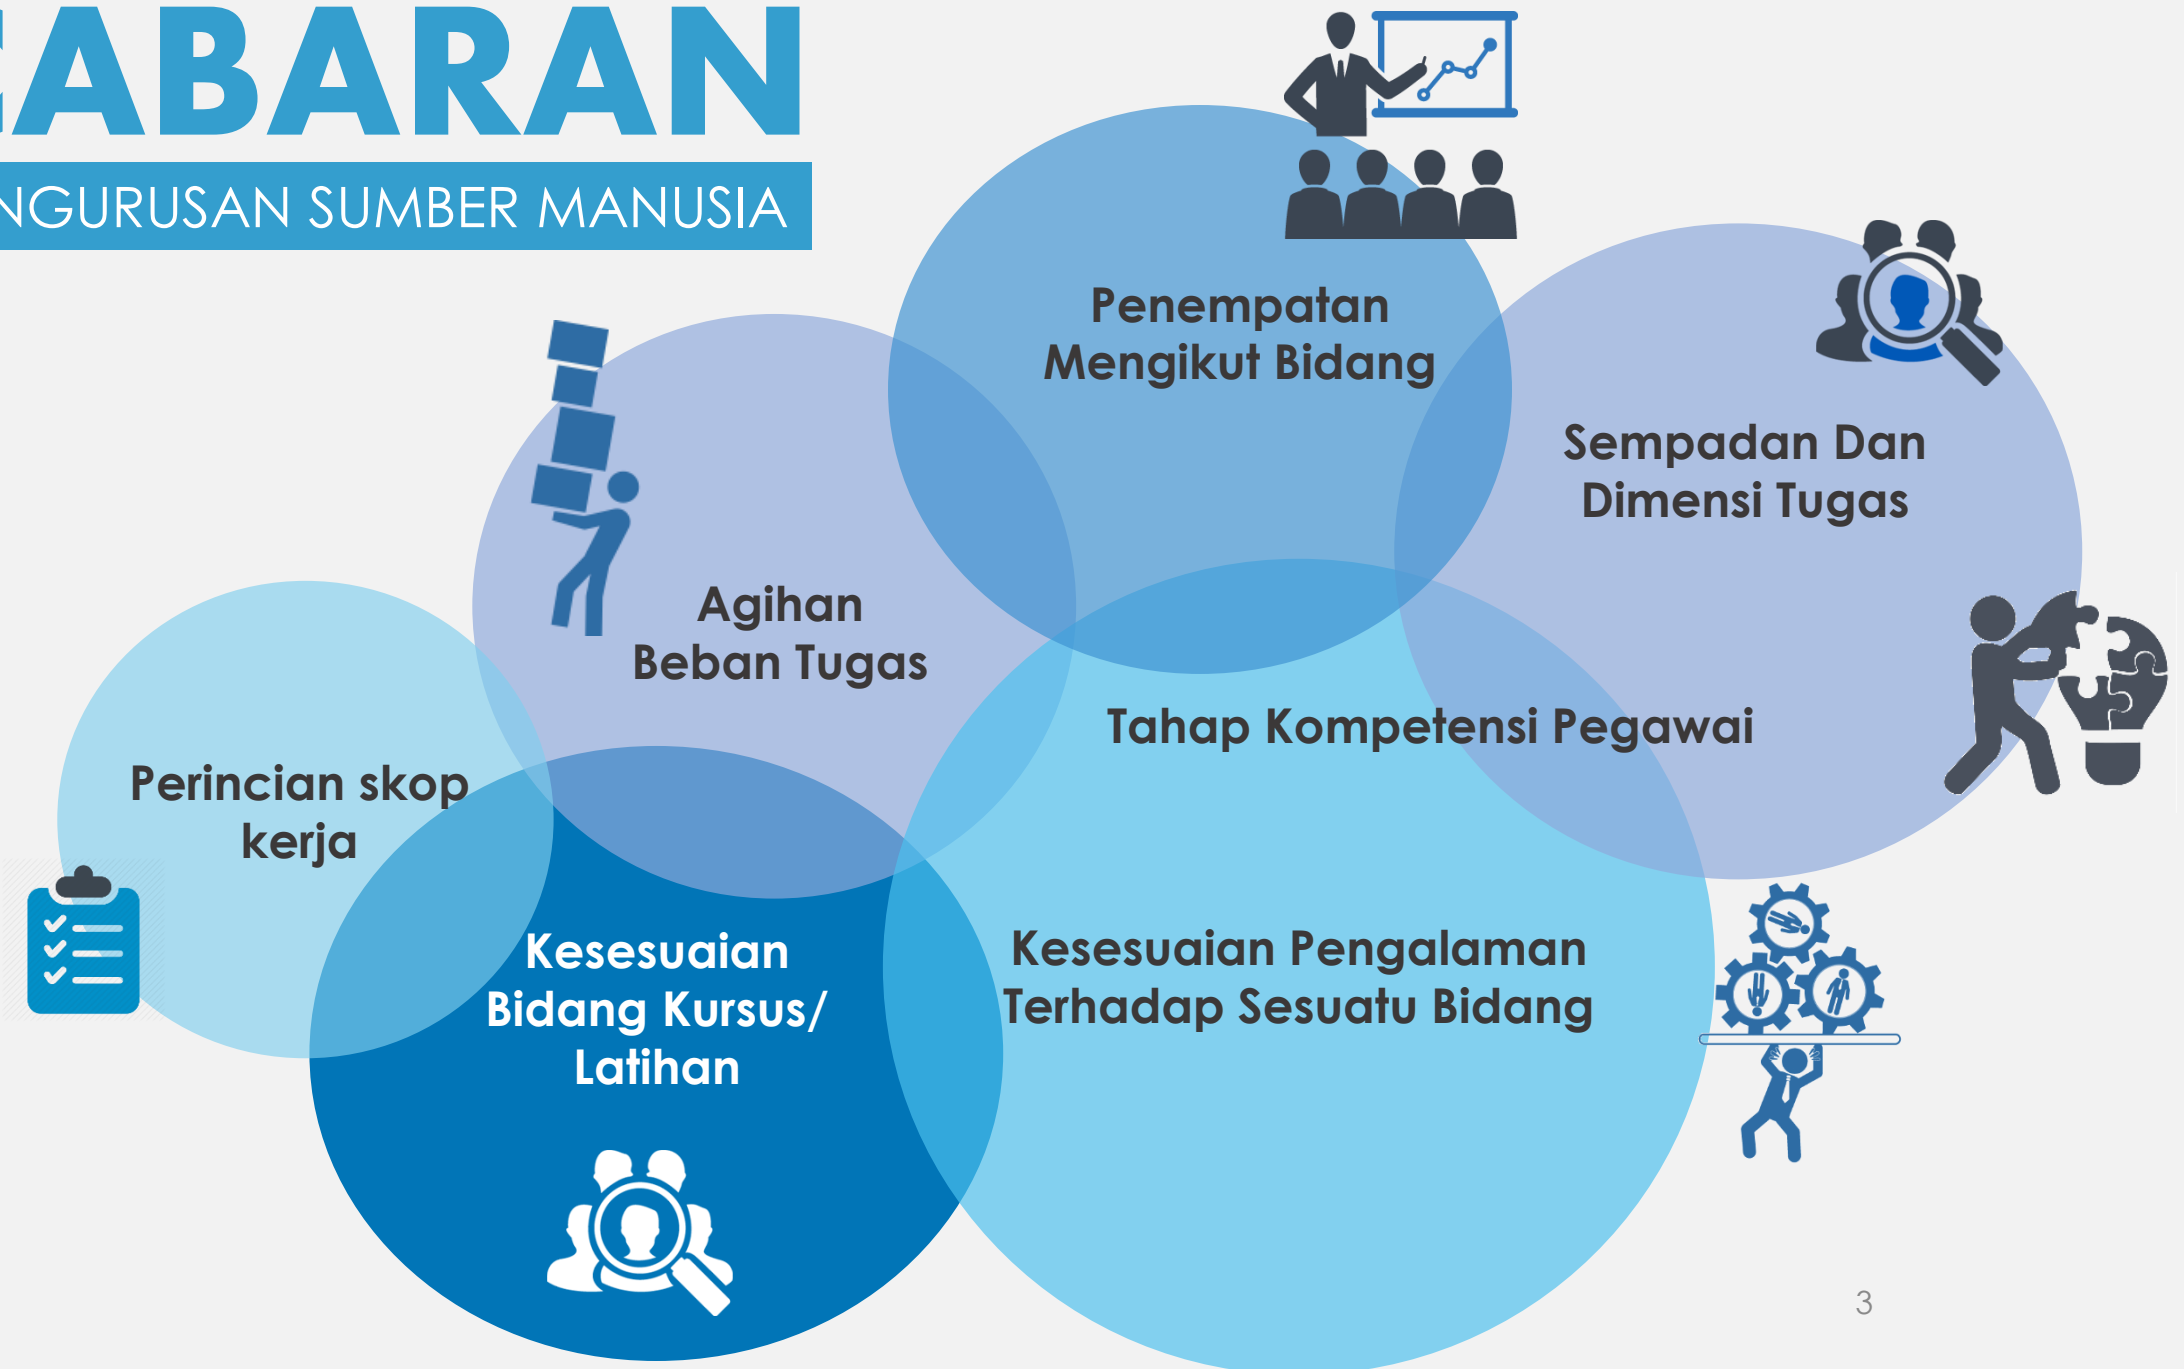 CABARAN
NGURUSAN SUMBER MANUSIA
Penempatan
Mengikut Bidang
Sempadan Dan
Dimensi Tugas
Agihan
Beban Tugas
Tahap Kompetensi Pegawai
Perincian skop
kerja
Kesesuaian
Bidang Kursus/
Latihan
Kesesuaian Pengalaman
Terhadap Sesuatu Bidang
3